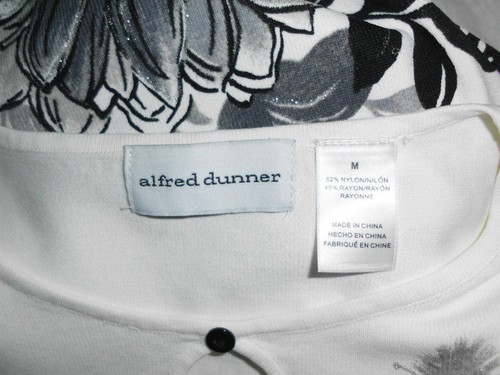 alfred dunner
M
52% NYLON/NILÓN
48% RAYON/RAYÓN
RAYONNE
MADE IN CHINA
HECHO EN CHINA
FABRIQUÉ EN CHINE